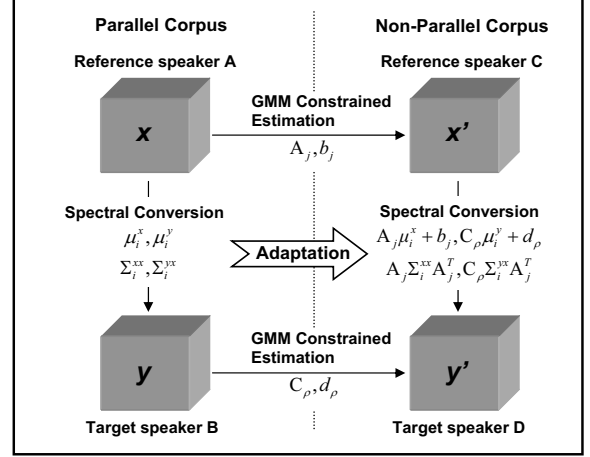 Parallel Corpus
Non-Parallel Corpus
Reference speaker A
Reference speaker C
x
GMM Constrained
Estimation
A_j, b_j
x'
Spectral Conversion
μ_i^x, μ_i^y
Σ_i^{xx}, Σ_i^{yx}
Adaptation
Spectral Conversion
A_j μ_i^x + b_j, C_ρ μ_i^y + d_ρ
A_j Σ_i^{xx} A_j^T, C_ρ Σ_i^{yx} A_j^T
y
GMM Constrained
Estimation
C_ρ, d_ρ
y'
Target speaker B
Target speaker D